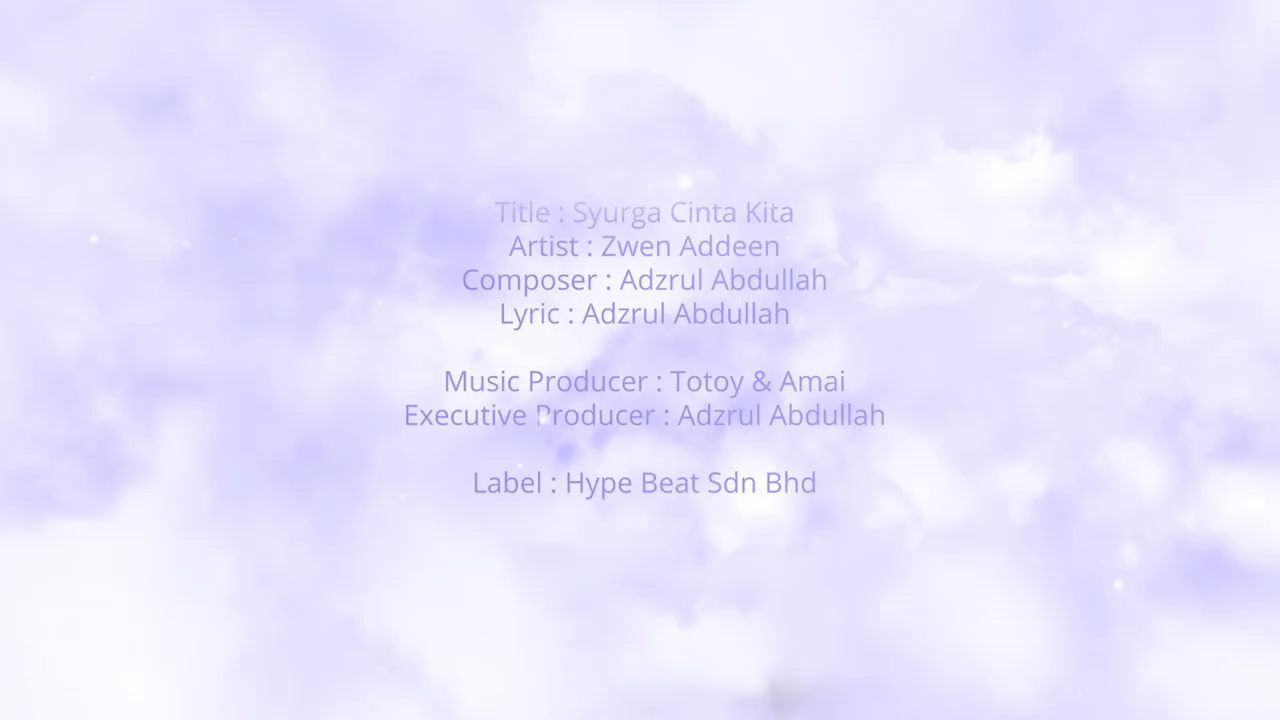 Title : Syurga Cinta Kita
Artist : Zwen Addeen
Composer : Adzrul Abdullah
Lyric : Adzrul Abdullah
Music Producer : Totoy & Amai
Executive Producer : Adzrul Abdullah
Label : Hype Beat Sdn Bhd